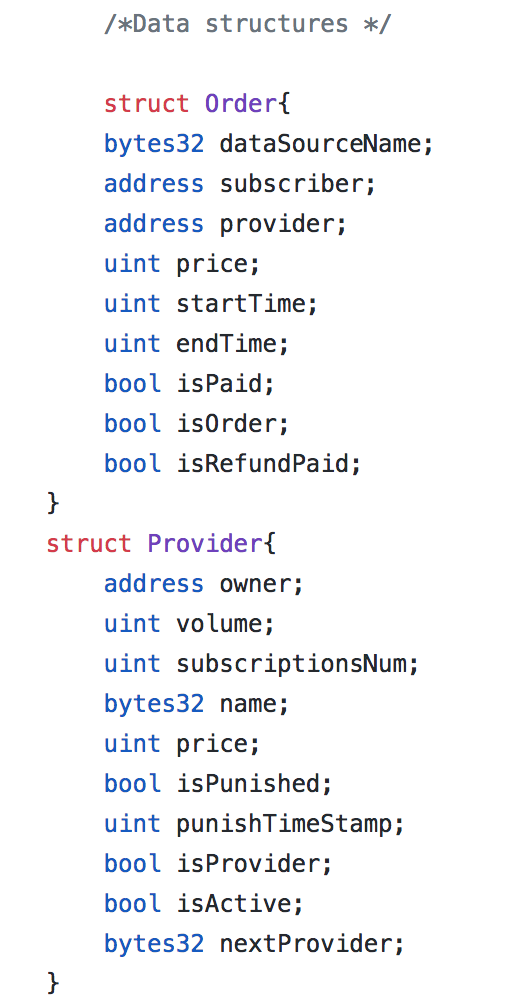 /*Data structures */
struct Order{
bytes32 dataSourceName;
address subscriber;
address provider;
uint price;
uint startTime;
uint endTime;
bool isPaid;
bool isOrder;
bool isRefundPaid;
}
struct Provider{
address owner;
uint volume;
uint subscriptionsNum;
bytes32 name;
uint price;
bool isPunished;
uint punishTimeStamp;
bool isProvider;
bool isActive;
bytes32 nextProvider;
}